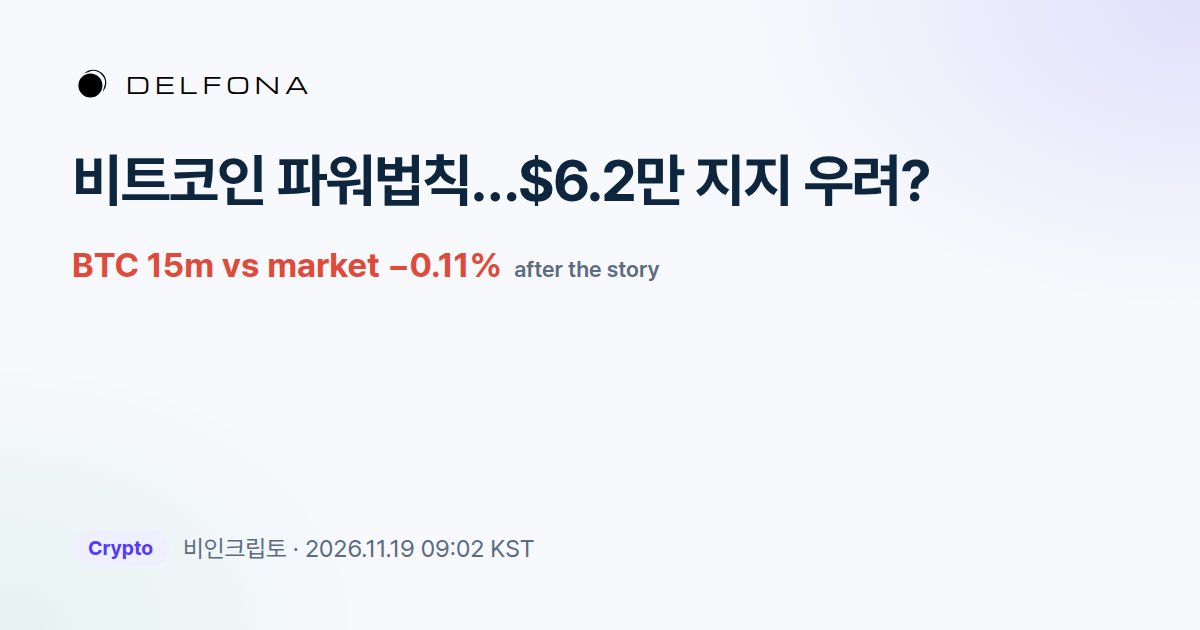 DELFONA
비트코인 파워법칙…$6.2만 지지 우려?
BTC 15m vs market −0.11% after the story
Crypto 비인크립토 · 2026.11.19 09:02 KST